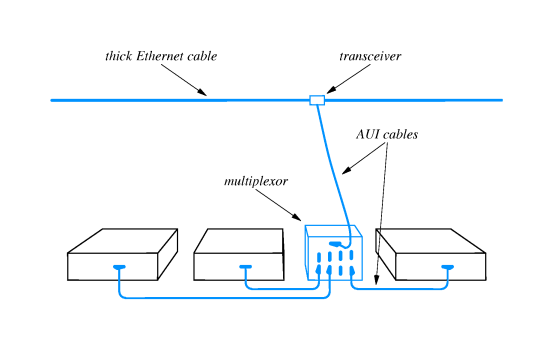 thick Ethernet cable
transceiver
AUI cables
multiplexor